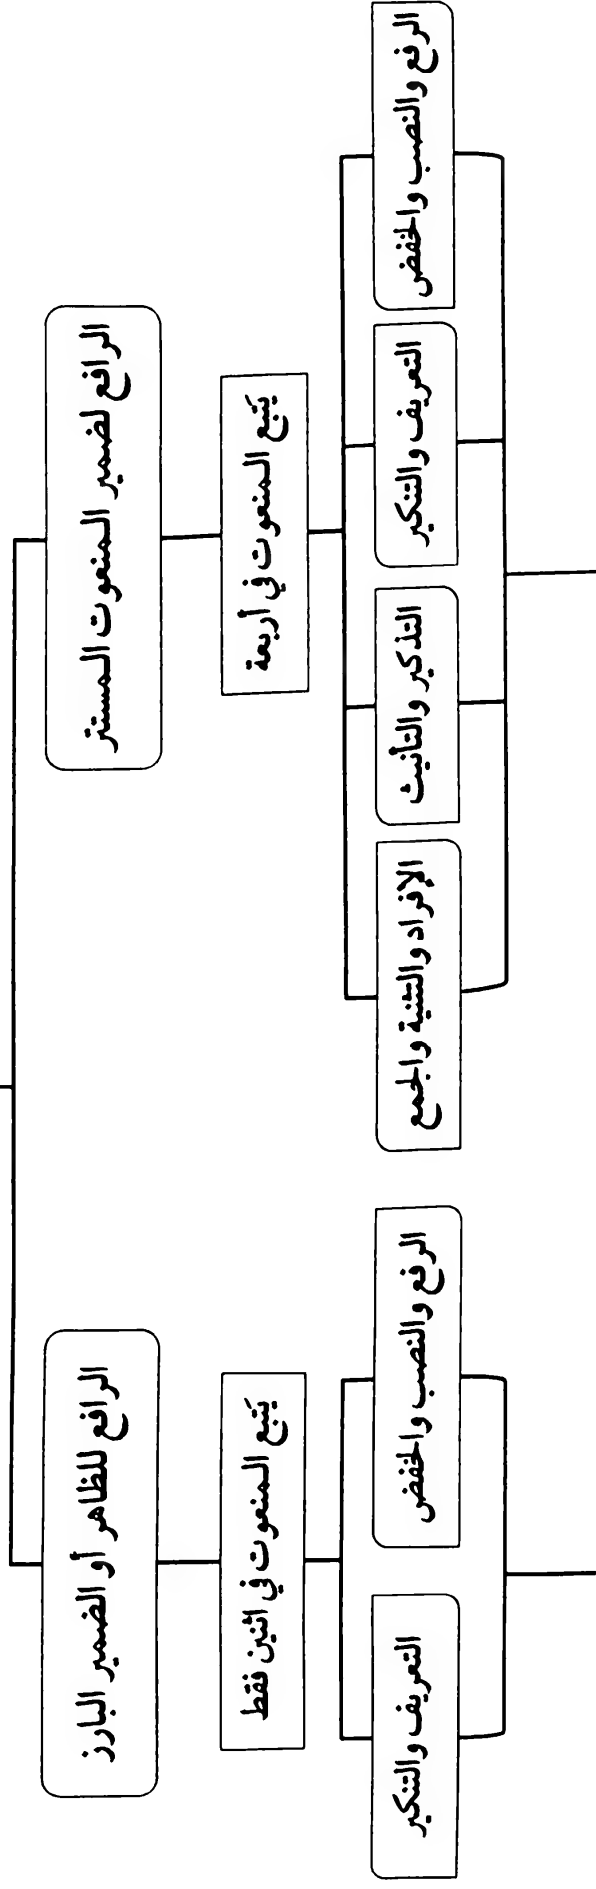 الرافع لضمير المنعوت المستتر
الرافع للظاهر أو الضمير البارز
يتبع المنعوت في أربعة
يتبع المنعوت في اثنين فقط
الرفع والنصب والخفض
التعريف والتنكير
التذكير والتأنيث
الإفراد والتثنية والجمع
الرفع والنصب والخفض
التعريف والتنكير